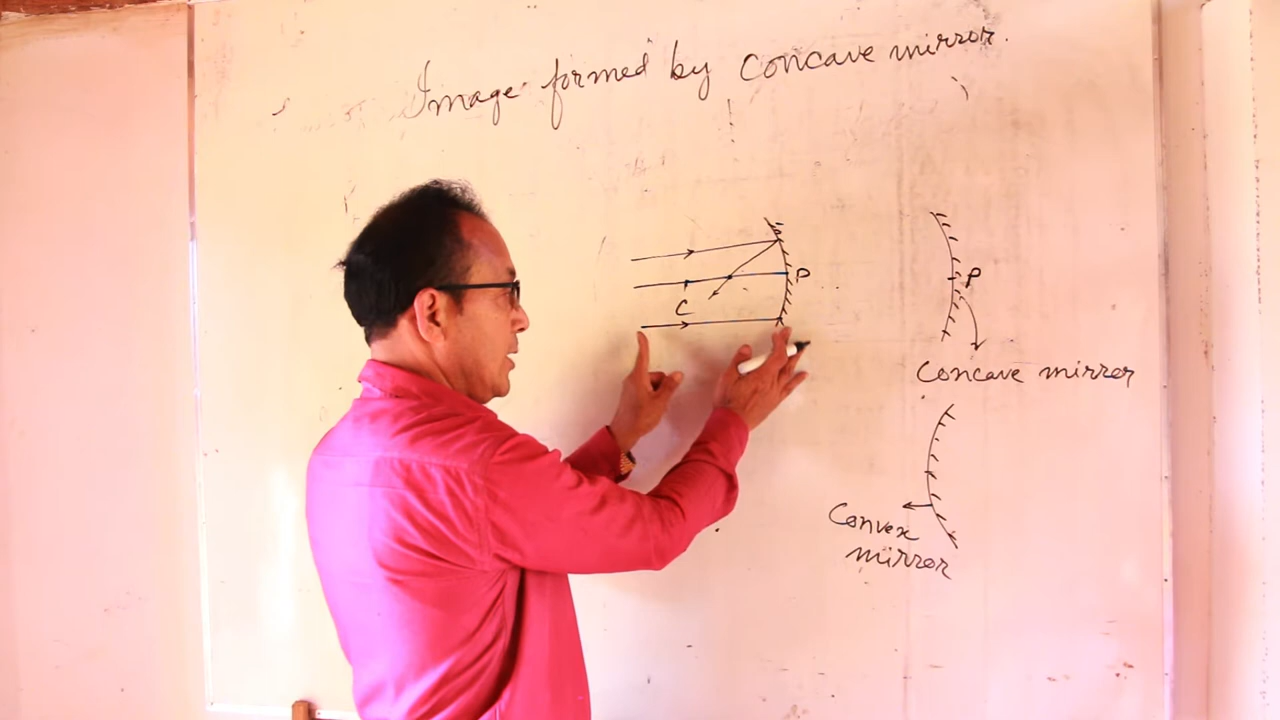 Image formed by concave mirror.
P
C
P
Concave mirror
Convex
mirror